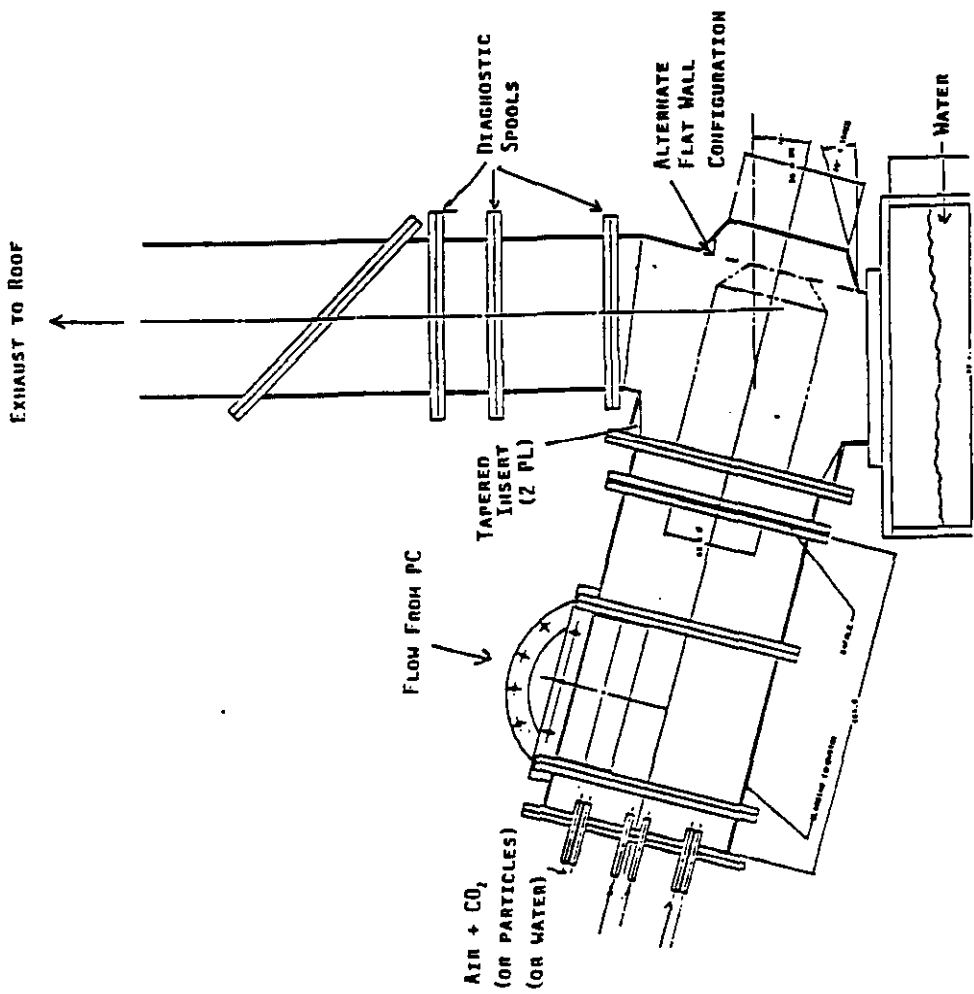 EXHAUST TO ROOF
DIAGNOSTIC
SPOOLS
ALTERNATE
FLAT WALL
CONFIGURATION
WATER
TAPERED
INSERT
(2 PL)
FLOW FROM PC
AIR + CO₂
(OR PARTICLES)
(OR WATER)